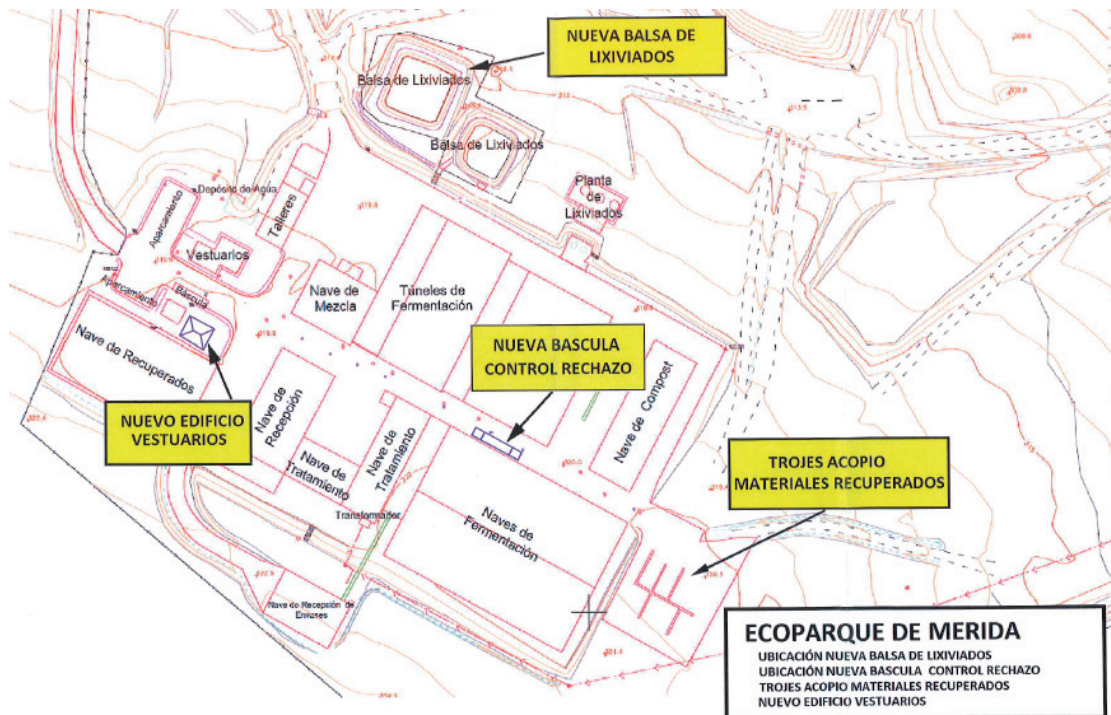 NUEVA BALSA DE
LIXIVIADOS
Balsa de Lixiviados
Balsa de Lixiviados
Planta
de
Lixiviados
Depósito de Agua
Talleres
Aparcamiento
Vestuarios
Aparcamiento
Báscula
Nave de
Mezcla
Túneles de
Fermentación
NUEVA BASCULA
CONTROL RECHAZO
Nave de Recuperados
NUEVO EDIFICIO
VESTUARIOS
Nave de
Recepción
Nave de
Tratamiento
Nave de
Tratamiento
Nave de Compost
TROJES ACOPIO
MATERIALES RECUPERADOS
Transformador
Naves de
Fermentación
Nave de Recepción de
Envases
ECOPARQUE DE MERIDA
UBICACIÓN NUEVA BALSA DE LIXIVIADOS
UBICACIÓN NUEVA BASCULA CONTROL RECHAZO
TROJES ACOPIO MATERIALES RECUPERADOS
NUEVO EDIFICIO VESTUARIOS